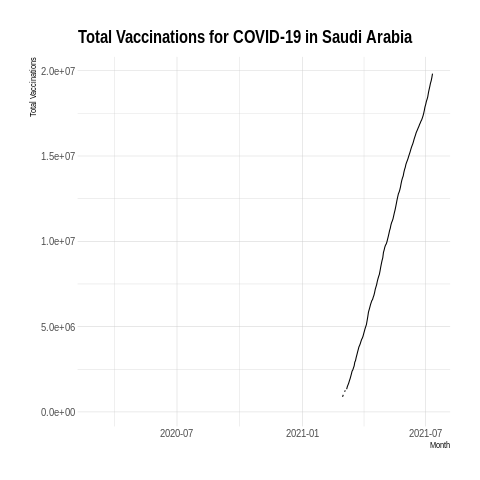 Total Vaccinations for COVID-19 in Saudi Arabia
Total Vaccinations
2.0e+07
1.5e+07
1.0e+07
5.0e+06
0.0e+00
2020-07
2021-01
2021-07
Month